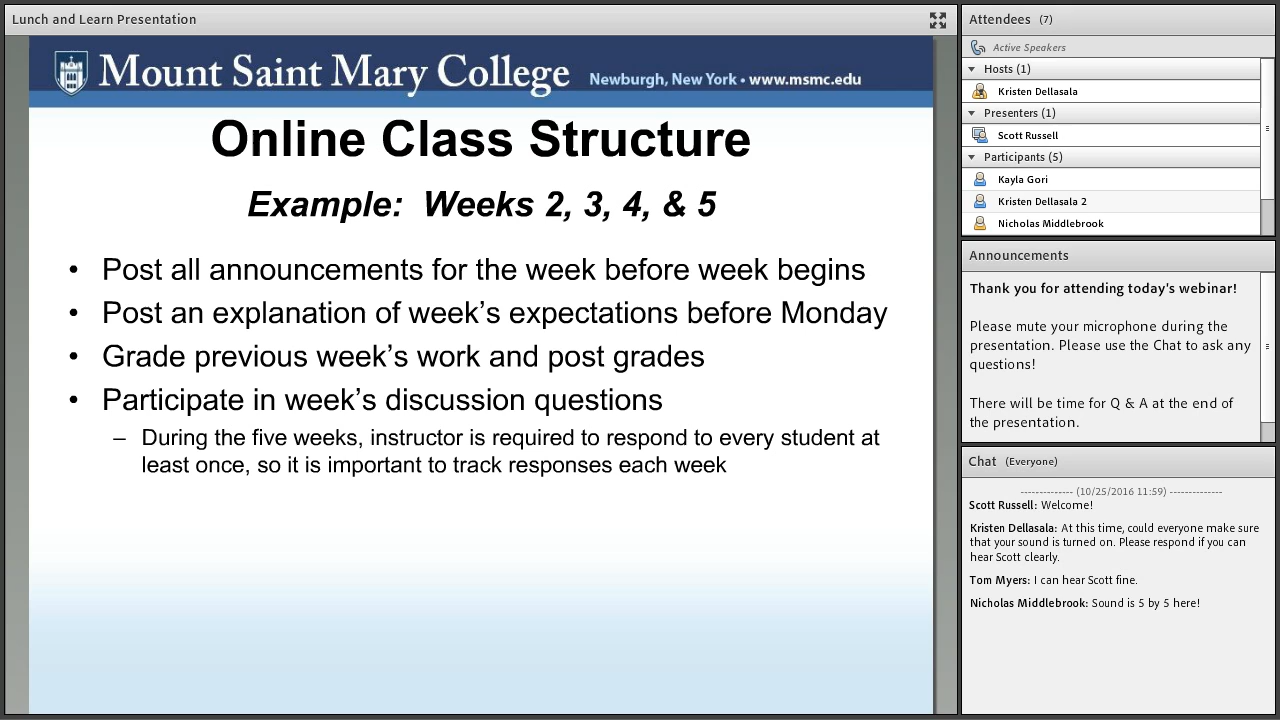 Lunch and Learn Presentation
Mount Saint Mary College Newburgh, New York • www.msmc.edu
Online Class Structure
Example: Weeks 2, 3, 4, & 5
• Post all announcements for the week before week begins
• Post an explanation of week’s expectations before Monday
• Grade previous week’s work and post grades
• Participate in week’s discussion questions
– During the five weeks, instructor is required to respond to every student at
least once, so it is important to track responses each week
Attendees (7)
Active Speakers
Hosts (1)
Kristen Dellasala
Presenters (1)
Scott Russell
Participants (5)
Kayla Gori
Kristen Dellasala 2
Nicholas Middlebrook
Announcements
Thank you for attending today's webinar!
Please mute your microphone during the
presentation. Please use the Chat to ask any
questions!
There will be time for Q & A at the end of
the presentation.
Chat (Everyone)
-------------- (10/25/2016 11:59) --------------
Scott Russell: Welcome!
Kristen Dellasala: At this time, could everyone make sure
that your sound is turned on. Please respond if you can
hear Scott clearly.
Tom Myers: I can hear Scott fine.
Nicholas Middlebrook: Sound is 5 by 5 here!